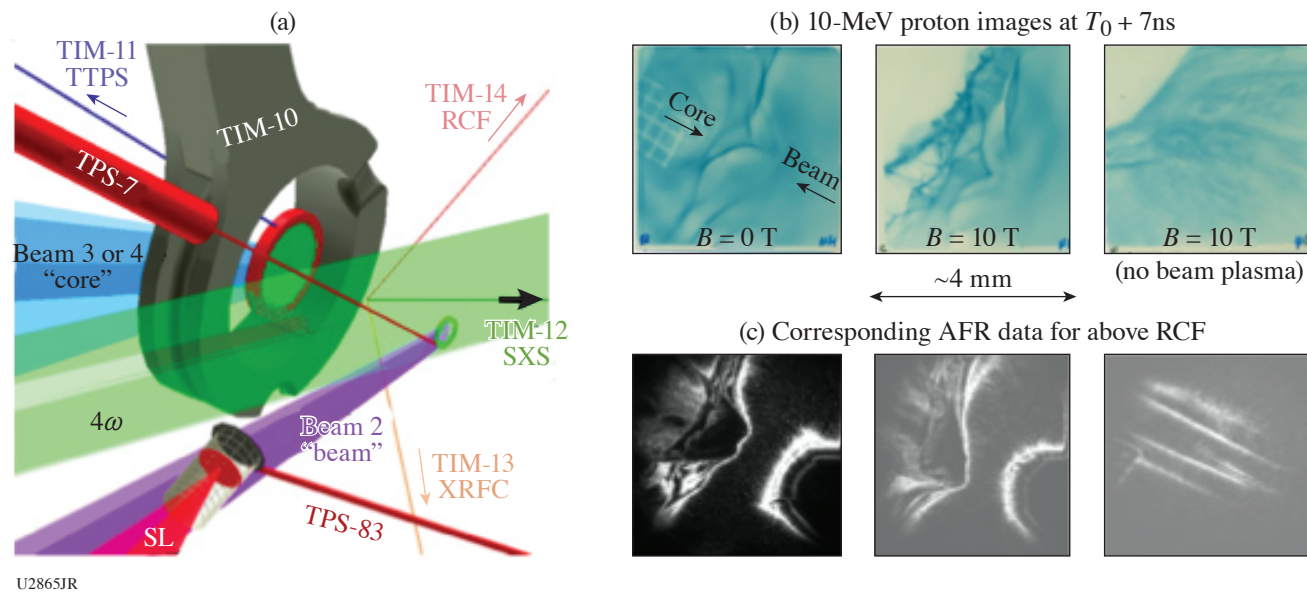 (a)
TIM-11
TTPS
TIM-14
RCF
TIM-10
TPS-7
Beam 3 or 4
“core”
TIM-12
SXS
4ω
Beam 2
“beam”
TIM-13
XRFC
TPS-83
SL
U2865JR
(b) 10-MeV proton images at T0 + 7ns
Core
Beam
B = 0 T
B = 10 T
B = 10 T
(no beam plasma)
~4 mm
(c) Corresponding AFR data for above RCF